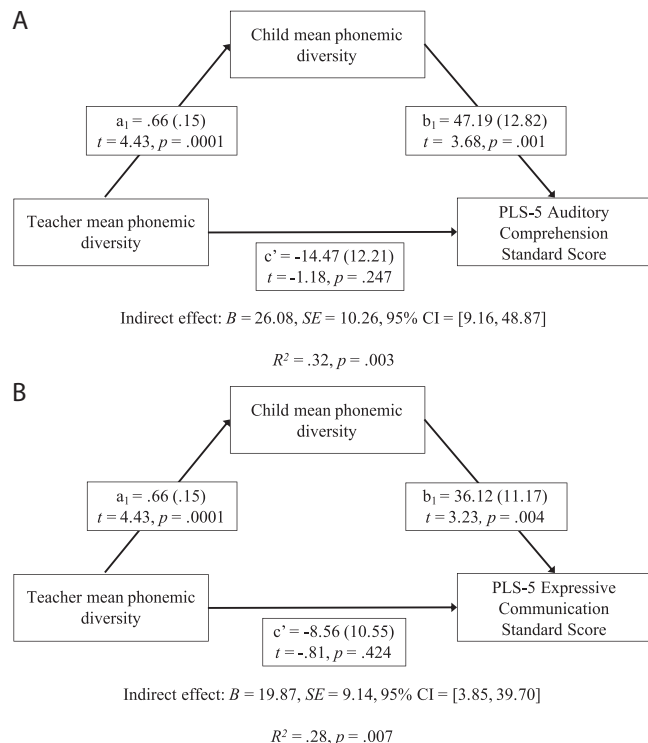 A
Child mean phonemic
diversity
a₁ = .66 (.15)
t = 4.43, p = .0001
b₁ = 47.19 (12.82)
t = 3.68, p = .001
Teacher mean phonemic
diversity
PLS-5 Auditory
Comprehension
Standard Score
c’ = -14.47 (12.21)
t = -1.18, p = .247
Indirect effect: B = 26.08, SE = 10.26, 95% CI = [9.16, 48.87]
R² = .32, p = .003
B
Child mean phonemic
diversity
a₁ = .66 (.15)
t = 4.43, p = .0001
b₁ = 36.12 (11.17)
t = 3.23, p = .004
Teacher mean phonemic
diversity
PLS-5 Expressive
Communication
Standard Score
c’ = -8.56 (10.55)
t = -.81, p = .424
Indirect effect: B = 19.87, SE = 9.14, 95% CI = [3.85, 39.70]
R² = .28, p = .007